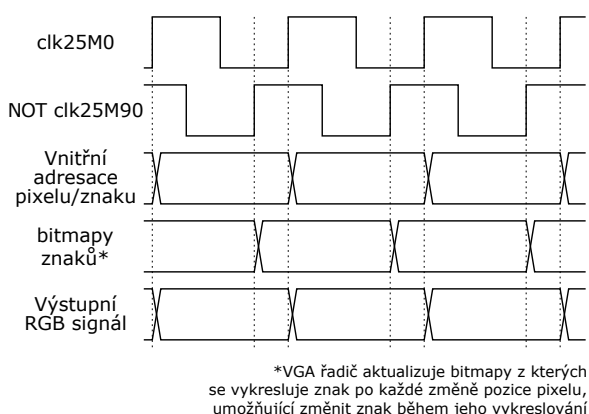 clk25M0
NOT clk25M90
Vnitřní
adresace
pixelu/znaku
bitmapy
znaků*
Výstupní
RGB signál
*VGA řadič aktualizuje bitmapy z kterých
se vykresluje znak po každé změně pozice pixelu,
umožňující změnit znak během jeho vykreslování